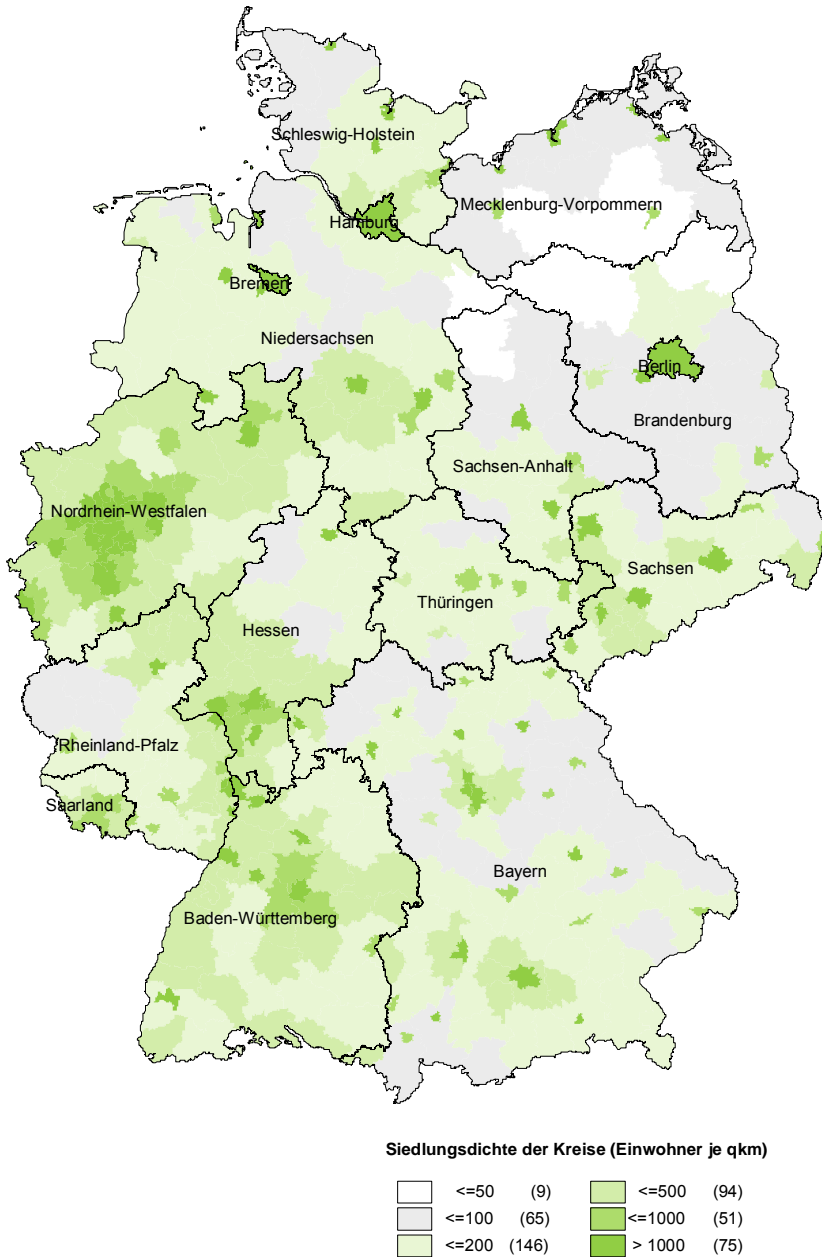 Schleswig-Holstein
Mecklenburg-Vorpommern
Hamburg
Bremen
Niedersachsen
Berlin
Brandenburg
Sachsen-Anhalt
Nordrhein-Westfalen
Sachsen
Thüringen
Hessen
Rheinland-Pfalz
Saarland
Bayern
Baden-Württemberg
Siedlungsdichte der Kreise (Einwohner je qkm)
<=50 (9) <=500 (94)
<=100 (65) <=1000 (51)
<=200 (146) > 1000 (75)